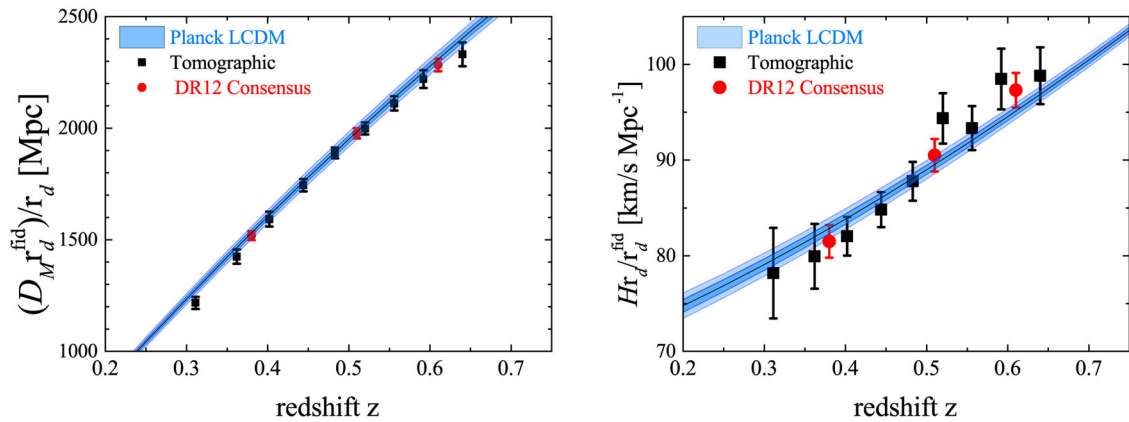 2500
2000
1500
1000
(D_M r_d^fid)/r_d [Mpc]
Planck LCDM
Tomographic
DR12 Consensus
0.2 0.3 0.4 0.5 0.6 0.7
redshift z
100
90
80
70
Hr_d/r_d^fid [km/s Mpc⁻¹]
Planck LCDM
Tomographic
DR12 Consensus
0.2 0.3 0.4 0.5 0.6 0.7
redshift z